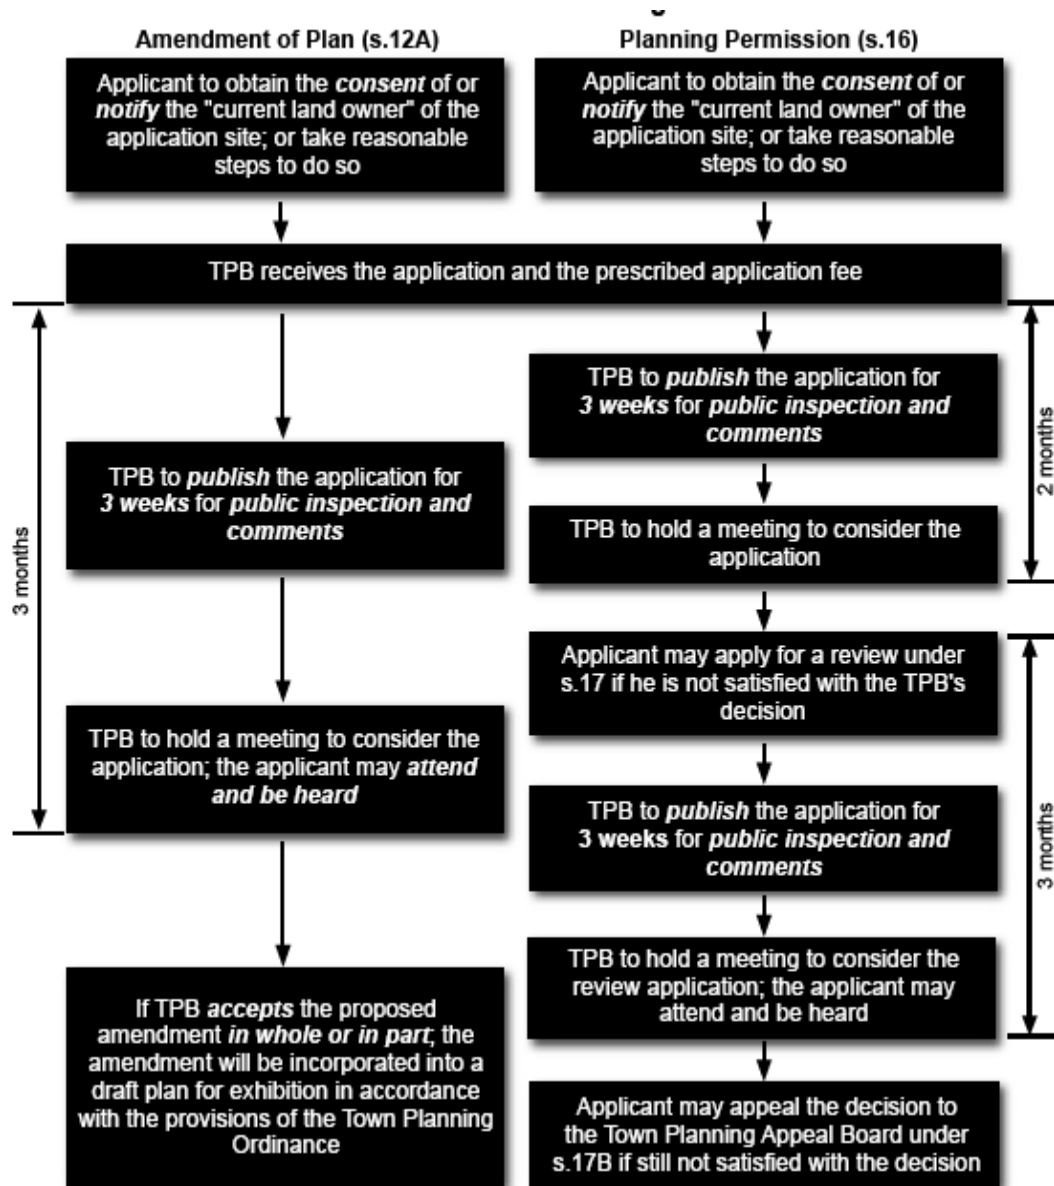 Amendment of Plan (s.12A)
Applicant to obtain the consent of or
notify the "current land owner" of the
application site; or take reasonable
steps to do so
Planning Permission (s.16)
Applicant to obtain the consent of or
notify the "current land owner" of the
application site; or take reasonable
steps to do so
TPB receives the application and the prescribed application fee
3 months
TPB to publish the application for
3 weeks for public inspection and
comments
TPB to hold a meeting to consider the
application; the applicant may attend
and be heard
If TPB accepts the proposed
amendment in whole or in part; the
amendment will be incorporated into a
draft plan for exhibition in accordance
with the provisions of the Town Planning
Ordinance
TPB to publish the application for
3 weeks for public inspection and
comments
TPB to hold a meeting to consider the
application
2 months
Applicant may apply for a review under
s.17 if he is not satisfied with the TPB's
decision
TPB to publish the application for
3 weeks for public inspection and
comments
TPB to hold a meeting to consider the
review application; the applicant may
attend and be heard
3 months
Applicant may appeal the decision to
the Town Planning Appeal Board under
s.17B if still not satisfied with the decision